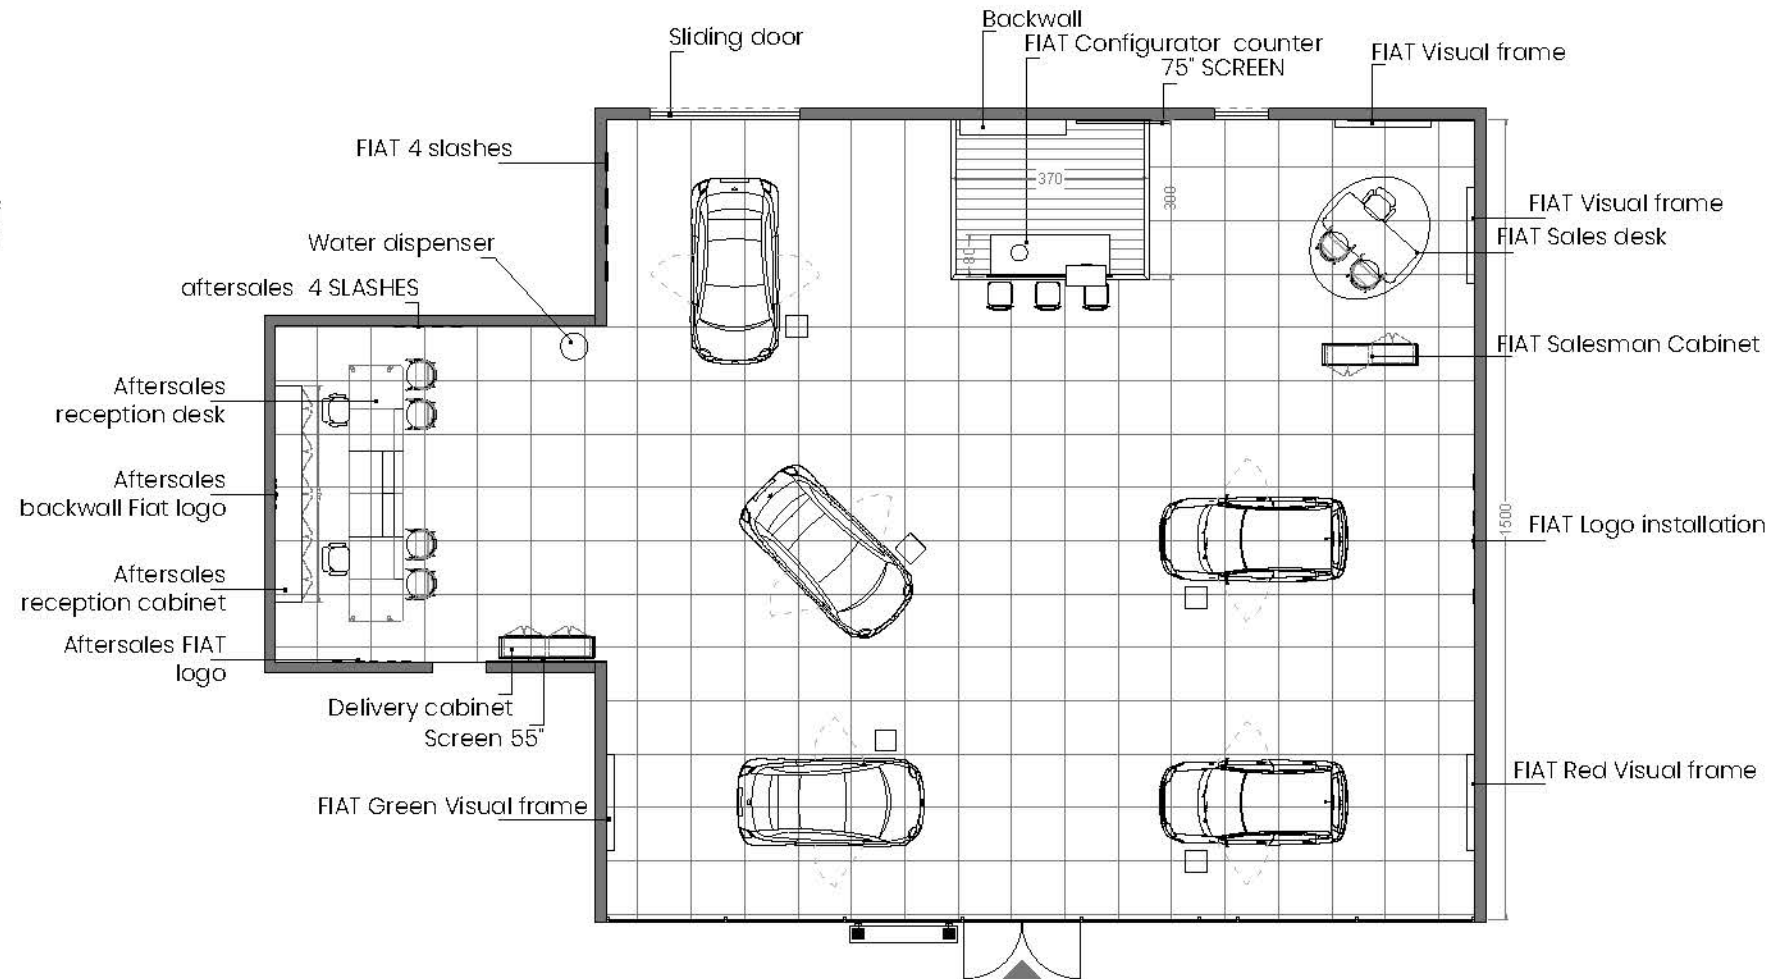 Backwall
Sliding door
FIAT Configurator counter
75" SCREEN
FIAT Visual frame
FIAT 4 slashes
370
300
80
FIAT Visual frame
FIAT Sales desk
Water dispenser
aftersales 4 SLASHES
FIAT Salesman Cabinet
Aftersales
reception desk
Aftersales
backwall Fiat logo
1500
FIAT Logo installation
Aftersales
reception cabinet
Aftersales FIAT
logo
Delivery cabinet
Screen 55"
FIAT Red Visual frame
FIAT Green Visual frame